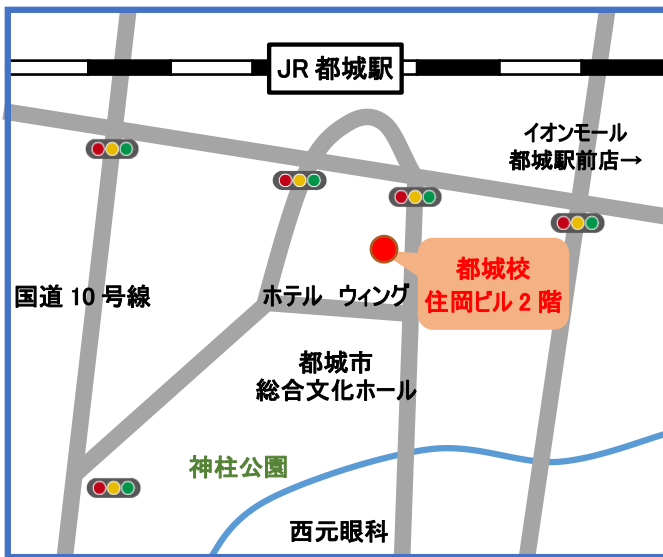 JR 都城駅
イオンモール
都城駅前店→
都城校
住岡ビル 2 階
国道 10 号線
ホテル ウィング
都城市
総合文化ホール
神柱公園
西元眼科